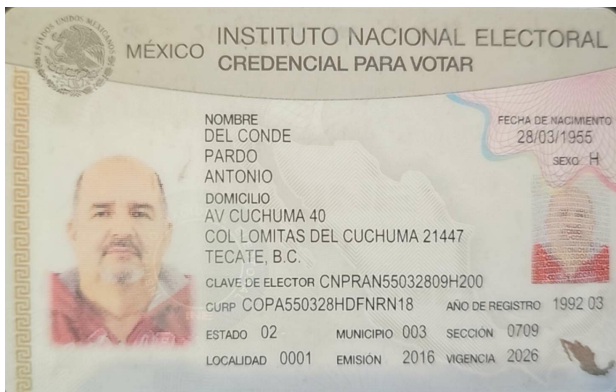 MÉXICO
INSTITUTO NACIONAL ELECTORAL
CREDENCIAL PARA VOTAR
NOMBRE
DEL CONDE
PARDO
ANTONIO
FECHA DE NACIMIENTO
28/03/1955
SEXO H
DOMICILIO
AV CUCHUMA 40
COL LOMITAS DEL CUCHUMA 21447
TECATE, B.C.
CLAVE DE ELECTOR CNPRAN55032809H200
CURP COPA550328HDFNRN18 AÑO DE REGISTRO 1992 03
ESTADO 02 MUNICIPIO 003 SECCIÓN 0709
LOCALIDAD 0001 EMISIÓN 2016 VIGENCIA 2026